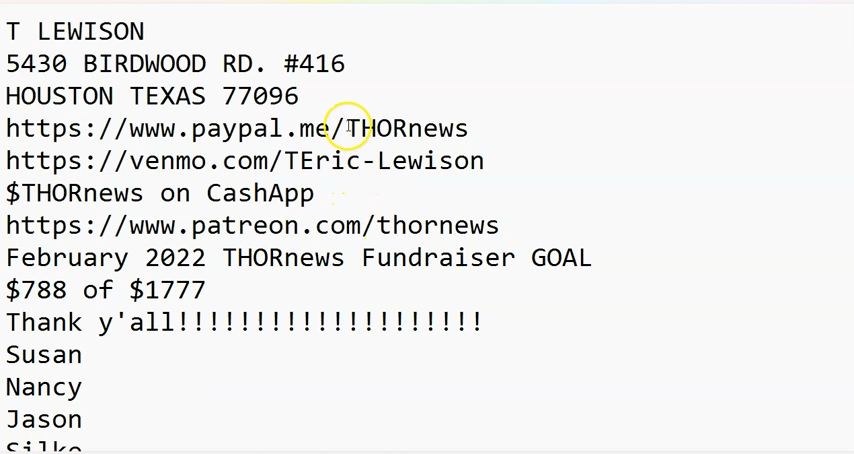 T LEWISON
5430 BIRDWOOD RD. #416
HOUSTON TEXAS 77096
https://www.paypal.me/THORnews
https://venmo.com/TEric-Lewison
$THORnews on CashApp
https://www.patreon.com/thornews
February 2022 THORnews Fundraiser GOAL
$788 of $1777
Thank y'all!!!!!!!!!!!!!!!!!!!!
Susan
Nancy
Jason
Silke